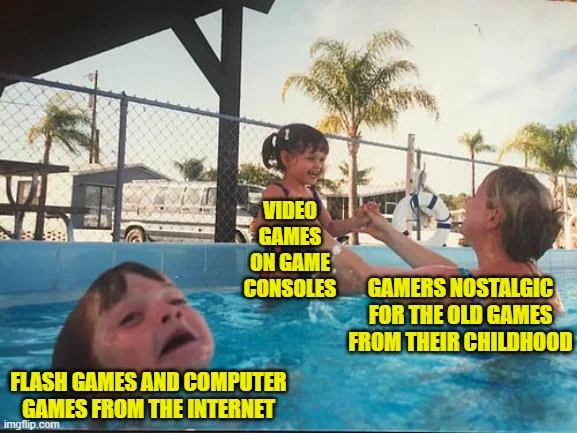 VIDEO
GAMES
ON GAME
CONSOLES
GAMERS NOSTALGIC
FOR THE OLD GAMES
FROM THEIR CHILDHOOD
FLASH GAMES AND COMPUTER
GAMES FROM THE INTERNET
imgflip.com